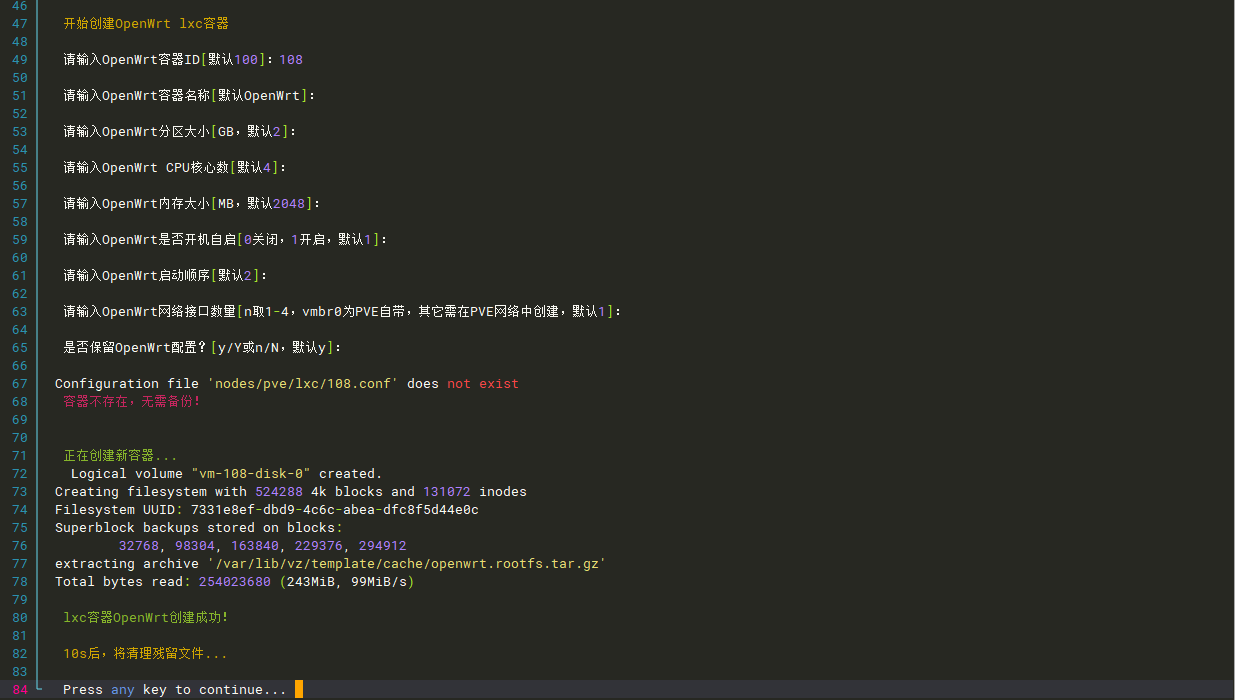 46
47 开始创建OpenWrt lxc容器
48
49 请输入OpenWrt容器ID[默认100]：108
50
51 请输入OpenWrt容器名称[默认OpenWrt]：
52
53 请输入OpenWrt分区大小[GB，默认2]：
54
55 请输入OpenWrt CPU核心数[默认4]：
56
57 请输入OpenWrt内存大小[MB，默认2048]：
58
59 请输入OpenWrt是否开机自启[0关闭，1开启，默认1]：
60
61 请输入OpenWrt启动顺序[默认2]：
62
63 请输入OpenWrt网络接口数量[n取1-4，vmbr0为PVE自带，其它需在PVE网络中创建，默认1]：
64
65 是否保留OpenWrt配置？[y/Y或n/N，默认y]：
66
67 Configuration file 'nodes/pve/lxc/108.conf' does not exist
68 容器不存在，无需备份！
69
70
71 正在创建新容器...
72 Logical volume "vm-108-disk-0" created.
73 Creating filesystem with 524288 4k blocks and 131072 inodes
74 Filesystem UUID: 7331e8ef-dbd9-4c6c-abea-dfc8f5d44e0c
75 Superblock backups stored on blocks:
76 32768, 98304, 163840, 229376, 294912
77 extracting archive '/var/lib/vz/template/cache/openwrt.rootfs.tar.gz'
78 Total bytes read: 254023680 (243MiB, 99MiB/s)
79
80 lxc容器OpenWrt创建成功！
81
82 10s后，将清理残留文件...
83
84 Press any key to continue...